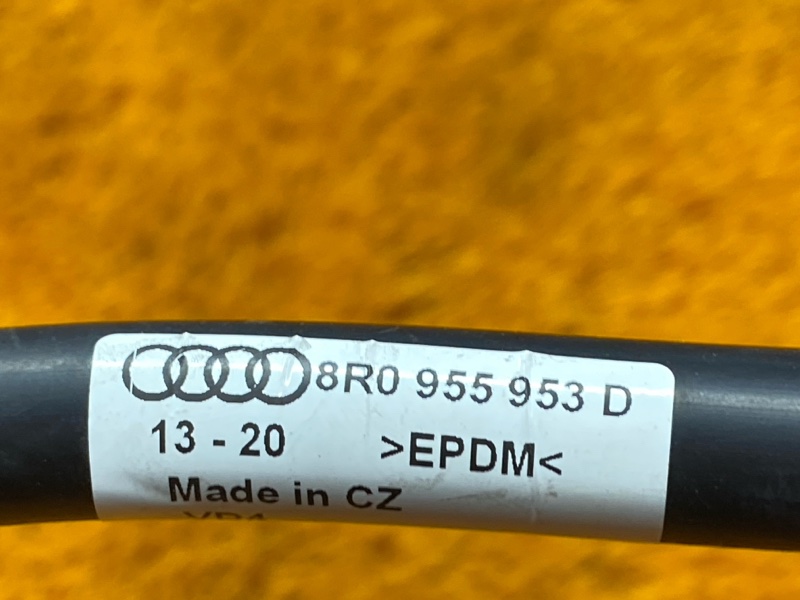 8R0 955 953 D
13 - 20 >EPDM<
Made in CZ